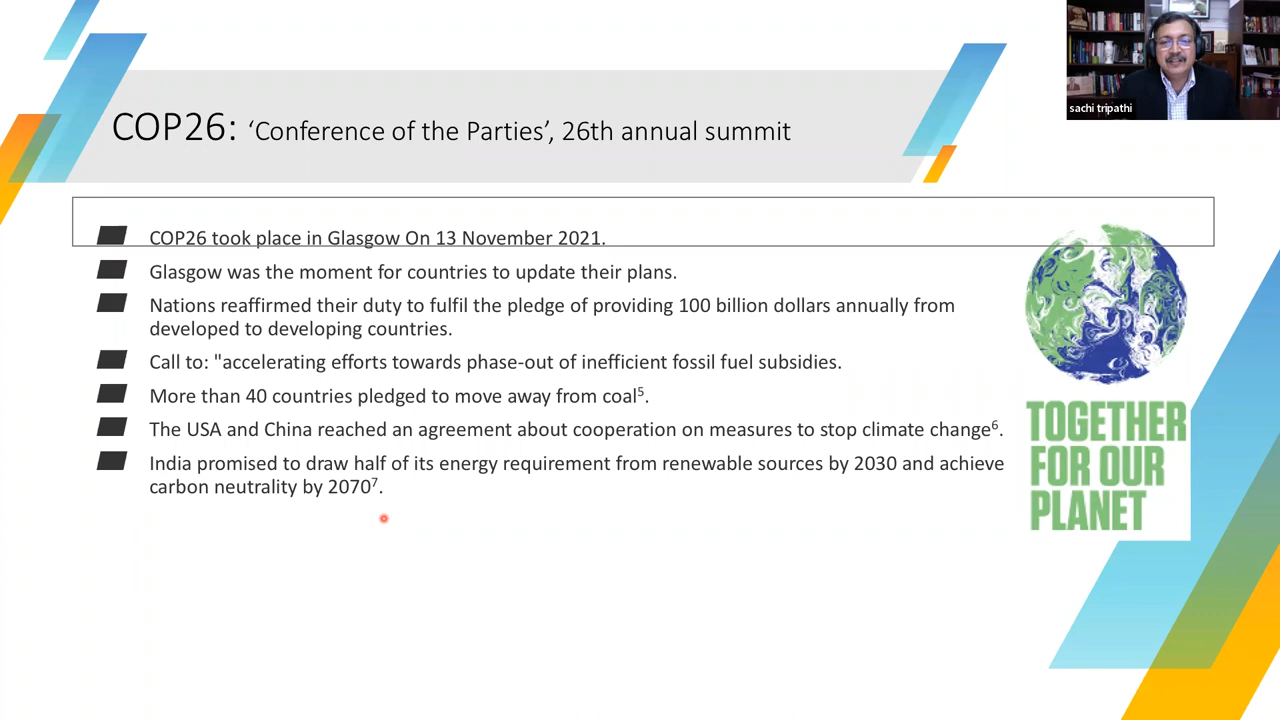 sachi tripathi
COP26: ‘Conference of the Parties’, 26th annual summit
COP26 took place in Glasgow On 13 November 2021.
Glasgow was the moment for countries to update their plans.
Nations reaffirmed their duty to fulfil the pledge of providing 100 billion dollars annually from
developed to developing countries.
Call to: "accelerating efforts towards phase-out of inefficient fossil fuel subsidies.
More than 40 countries pledged to move away from coal⁵.
The USA and China reached an agreement about cooperation on measures to stop climate change⁶.
India promised to draw half of its energy requirement from renewable sources by 2030 and achieve
carbon neutrality by 2070⁷.
TOGETHER
FOR OUR
PLANET